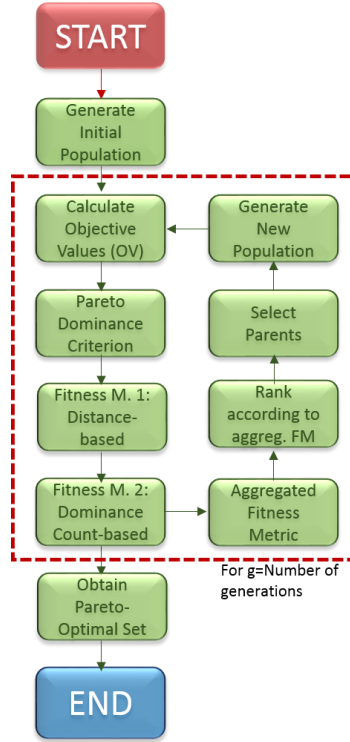 START
Generate
Initial
Population
Calculate
Objective
Values (OV)
Pareto
Dominance
Criterion
Fitness M. 1:
Distance-
based
Fitness M. 2:
Dominance
Count-based
Aggregated
Fitness
Metric
Rank
according to
aggreg. FM
Select
Parents
Generate
New
Population
For g=Number of
generations
Obtain
Pareto-
Optimal Set
END